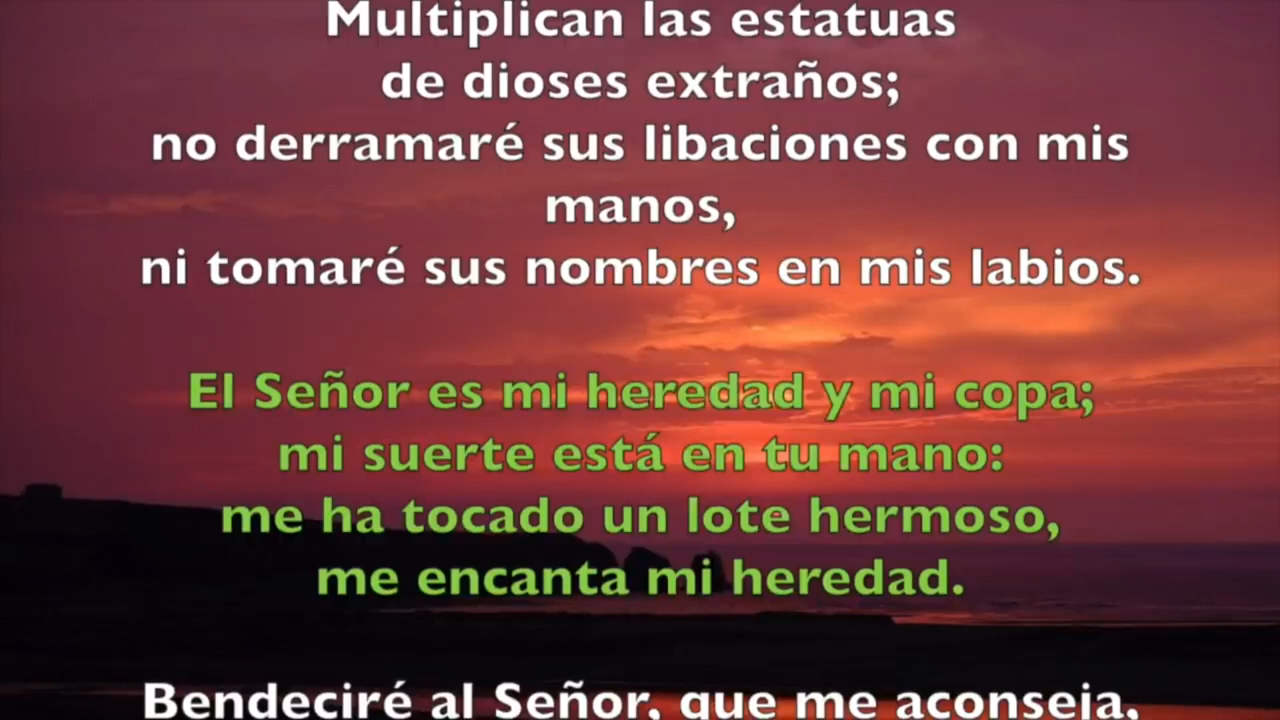 Multiplican las estatuas
de dioses extraños;
no derramaré sus libaciones con mis
manos,
ni tomaré sus nombres en mis labios.
El Señor es mi heredad y mi copa;
mi suerte está en tu mano:
me ha tocado un lote hermoso,
me encanta mi heredad.
Bendeciré al Señor, que me aconseja,